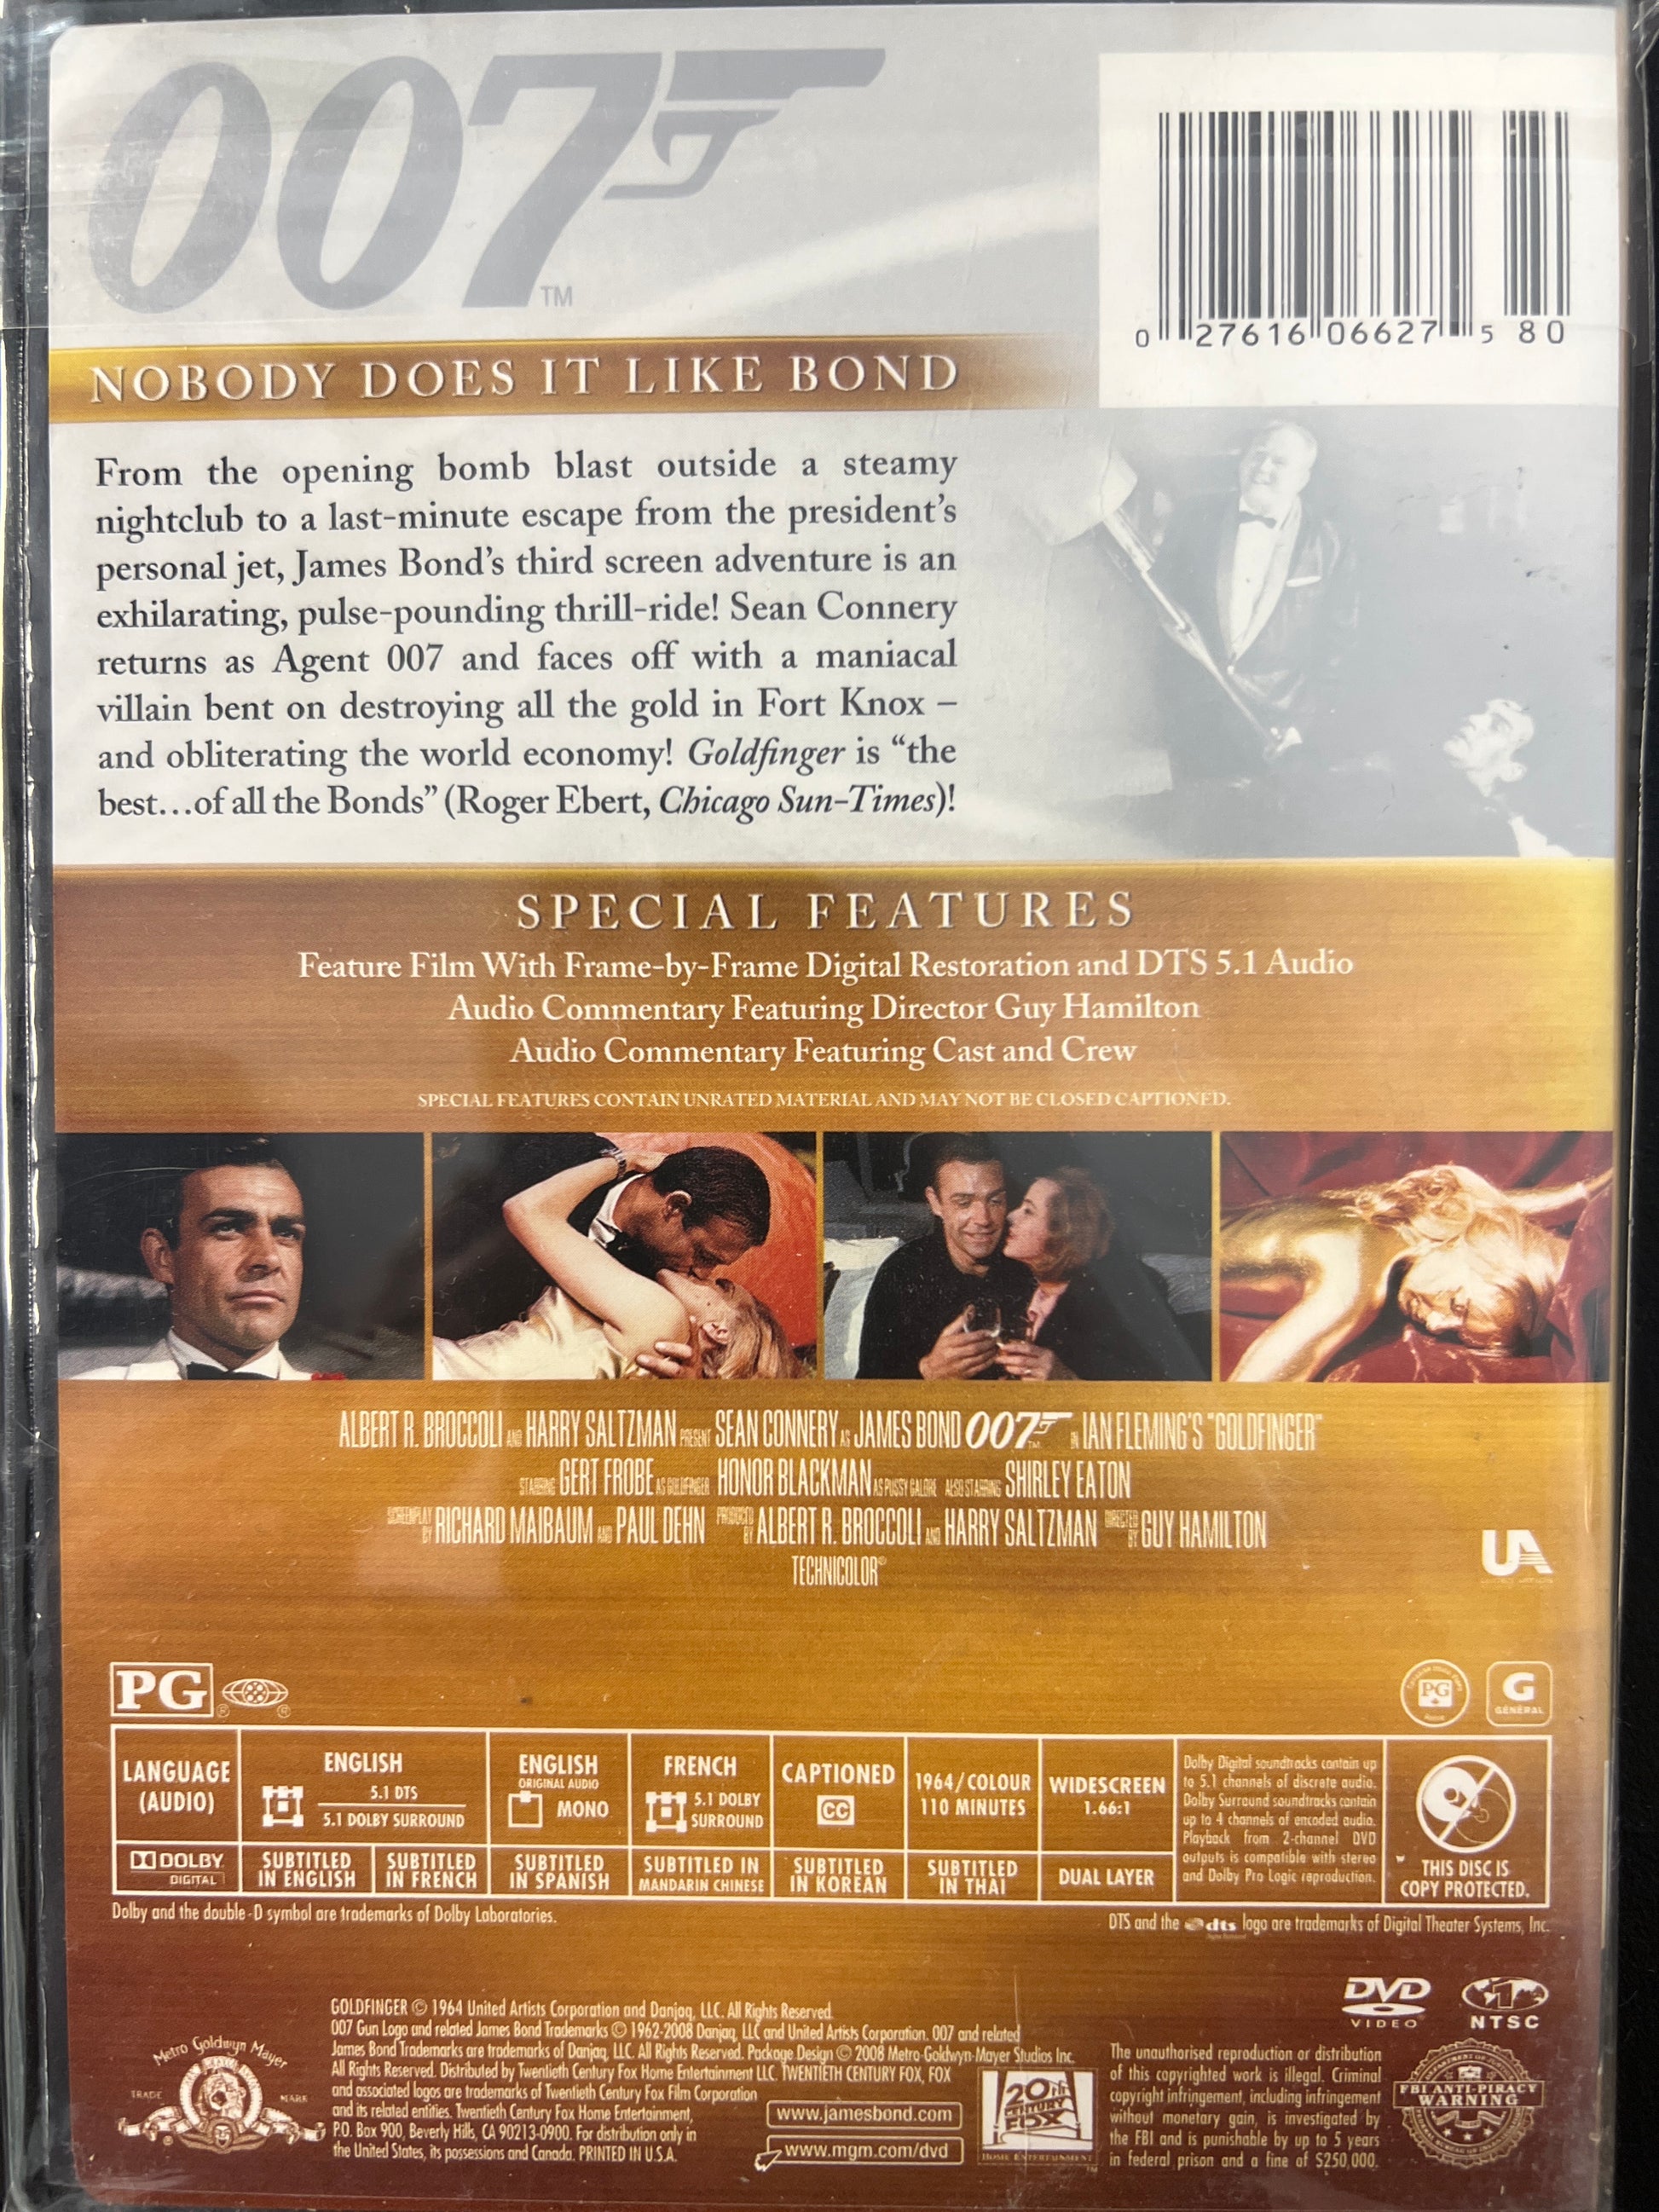 007
TM
0 27616 06627 5 80
NOBODY DOES IT LIKE BOND
From the opening bomb blast outside a steamy
nightclub to a last-minute escape from the president's
personal jet, James Bond's third screen adventure is an
exhilarating, pulse-pounding thrill-ride! Sean Connery
returns as Agent 007 and faces off with a maniacal
villain bent on destroying all the gold in Fort Knox –
and obliterating the world economy! Goldfinger is “the
best...of all the Bonds” (Roger Ebert, Chicago Sun-Times)!
SPECIAL FEATURES
Feature Film With Frame-by-Frame Digital Restoration and DTS 5.1 Audio
Audio Commentary Featuring Director Guy Hamilton
Audio Commentary Featuring Cast and Crew
SPECIAL FEATURES CONTAIN UNRATED MATERIAL AND MAY NOT BE CLOSED CAPTIONED.
ALBERT R. BROCCOLI AND HARRY SALTZMAN PRESENT SEAN CONNERY AS JAMES BOND 007 IN IAN FLEMING'S "GOLDFINGER"
STARRING GERT FROBE AS GOLDFINGER HONOR BLACKMAN AS PUSSY GALORE ALSO STARRING SHIRLEY EATON
SCREENPLAY BY RICHARD MAIBAUM AND PAUL DEHN PRODUCED BY ALBERT R. BROCCOLI AND HARRY SALTZMAN DIRECTED BY GUY HAMILTON
TECHNICOLOR®
UA
PG ® ®
PG
G
GENERAL
LANGUAGE
(AUDIO)
ENGLISH
5.1 DTS
5.1 DOLBY SURROUND
ENGLISH
ORIGINAL AUDIO
MONO
FRENCH
5.1 DOLBY
SURROUND
CAPTIONED
CC
1964/COLOUR
110 MINUTES
WIDESCREEN
1.66:1
Dolby Digital soundtracks contain up
to 5.1 channels of discrete audio.
Dolby Surround soundtracks contain
up to 4 channels of encoded audio.
Playback from 2-channel DVD
outputs is compatible with stereo
and Dolby Pro Logic reproduction.
THIS DISC IS
COPY PROTECTED.
DOLBY
DIGITAL
SUBTITLED
IN ENGLISH
SUBTITLED
IN FRENCH
SUBTITLED
IN SPANISH
SUBTITLED IN
MANDARIN CHINESE
SUBTITLED
IN KOREAN
SUBTITLED
IN THAI
DUAL LAYER
Dolby and the double-D symbol are trademarks of Dolby Laboratories.
DTS and the dts logo are trademarks of Digital Theater Systems, Inc.
DVD
VIDEO
1
NTSC
Metro Goldwyn Mayer
TRADE MARK
GOLDFINGER © 1964 United Artists Corporation and Danjaq, LLC. All Rights Reserved.
007 Gun Logo and related James Bond Trademarks © 1962-2008 Danjaq, LLC and United Artists Corporation. 007 and related
James Bond Trademarks are trademarks of Danjaq, LLC. All Rights Reserved. Package Design © 2008 Metro-Goldwyn-Mayer Studios Inc.
All Rights Reserved. Distributed by Twentieth Century Fox Home Entertainment LLC. TWENTIETH CENTURY FOX, FOX
and associated logos are trademarks of Twentieth Century Fox Film Corporation
and its related entities. Twentieth Century Fox Home Entertainment,
P.O. Box 900, Beverly Hills, CA 90213-0900. For distribution only in
the United States, its possessions and Canada. PRINTED IN U.S.A.
www.jamesbond.com
www.mgm.com/dvd
20TH
CENTURY
FOX
HOME ENTERTAINMENT
TM
The unauthorised reproduction or distribution
of this copyrighted work is illegal. Criminal
copyright infringement, including infringement
without monetary gain, is investigated by
the FBI and is punishable by up to 5 years
in federal prison and a fine of $250,000.
FBI ANTI-PIRACY
WARNING